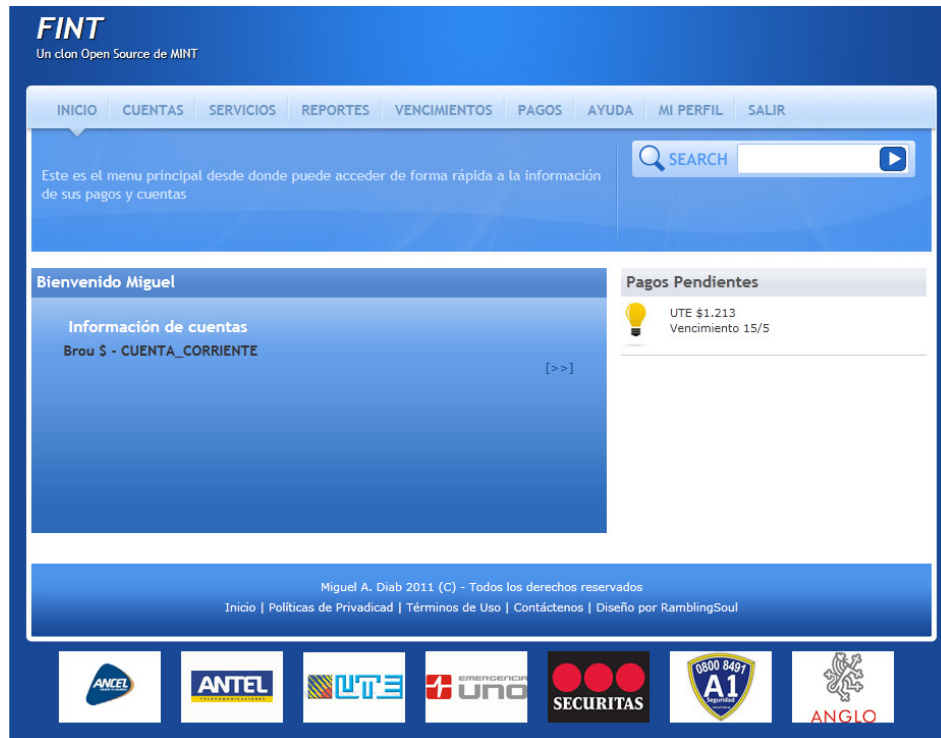 FINT
Un clon Open Source de MINT
INICIO CUENTAS SERVICIOS REPORTES VENCIMIENTOS PAGOS AYUDA MI PERFIL SALIR
SEARCH
Este es el menu principal desde donde puede acceder de forma rápida a la información
de sus pagos y cuentas
Bienvenido Miguel
Información de cuentas
Brou $ - CUENTA_CORRIENTE
[>>]
Pagos Pendientes
UTE $1.213
Vencimiento 15/5
Miguel A. Diab 2011 (C) - Todos los derechos reservados
Inicio | Políticas de Privadicad | Términos de Uso | Contáctenos | Diseño por RamblingSoul
ANCEL
ANTEL
TELECOMUNICACIONES
UTE
EMERGENCIA
uno
SECURITAS
0800 8491
A1
Seguridad
ANGLO